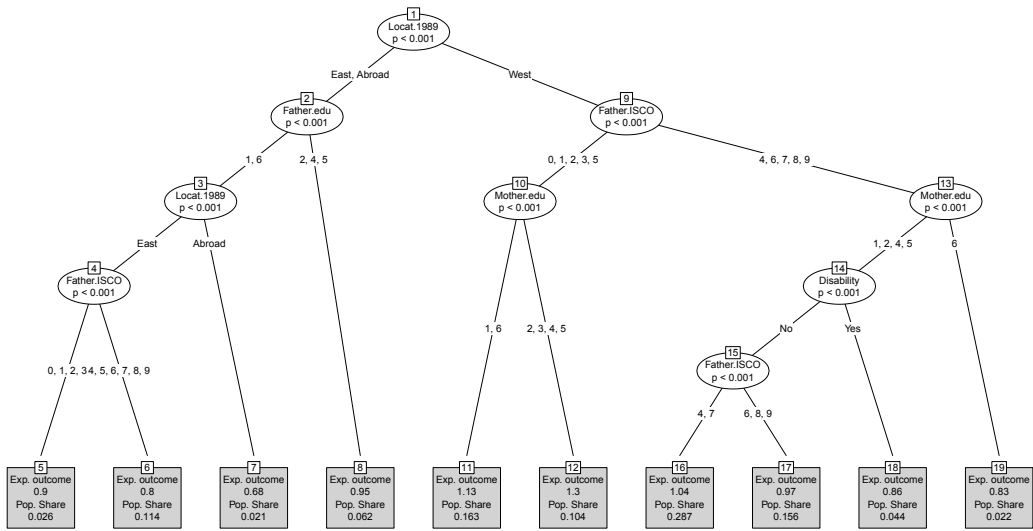 1
Locat.1989
p < 0.001
East, Abroad
West
2
Father.edu
p < 0.001
9
Father.ISCO
p < 0.001
1, 6
2, 4, 5
0, 1, 2, 3, 5
4, 6, 7, 8, 9
3
Locat.1989
p < 0.001
10
Mother.edu
p < 0.001
13
Mother.edu
p < 0.001
East
Abroad
1, 2, 4, 5
6
4
Father.ISCO
p < 0.001
14
Disability
p < 0.001
1, 6
2, 3, 4, 5
No
Yes
15
Father.ISCO
p < 0.001
0, 1, 2, 3
4, 5, 6, 7, 8, 9
4, 7
6, 8, 9
5
Exp. outcome
0.9
Pop. Share
0.026
6
Exp. outcome
0.8
Pop. Share
0.114
7
Exp. outcome
0.68
Pop. Share
0.021
8
Exp. outcome
0.95
Pop. Share
0.062
11
Exp. outcome
1.13
Pop. Share
0.163
12
Exp. outcome
1.3
Pop. Share
0.104
16
Exp. outcome
1.04
Pop. Share
0.287
17
Exp. outcome
0.97
Pop. Share
0.156
18
Exp. outcome
0.86
Pop. Share
0.044
19
Exp. outcome
0.83
Pop. Share
0.022